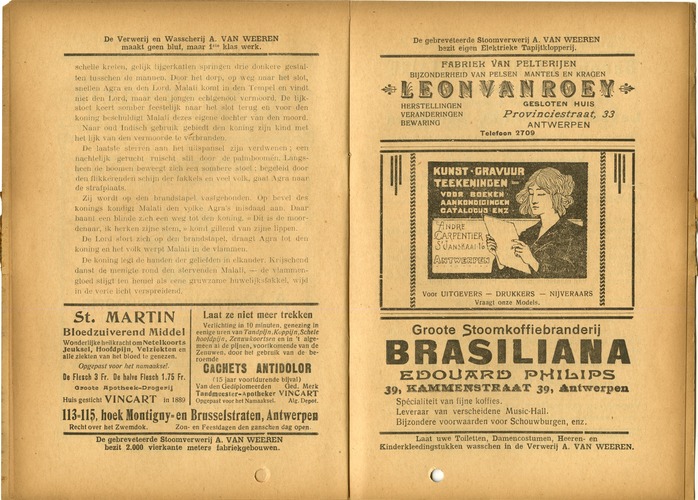 De Verwerij en Wasscherij A. VAN WEEREN
maakt geen bluf, maar 1ste klas werk.
schelle kreten, gelijk tijgerkatten springen drie donkere gestal-
ten tusschen de mannen. Door het dorp, op weg naar het slot,
snellen Agra en den Lord. Malati komt in den Tempel en vindt
niet den Lord, maar den jongen echtgenoot vermoord. De lijk-
stoet keert zonder feestelijk naar het slot terug en voor den
koning beschuldigt Malati dezes eigene dochter van den moord.
Naar oud Indisch gebruik gebiedt den koning zijn kind met
het lijk van den vermoorde te verbranden.
De laatste sterren aan het uitspansel zijn verdwenen; een
nachtelijk gerucht ruischt stil door de palmboomen. Langs-
heen de boomen beweegt zich een sombere stoet; begeleid door
den flikkerenden schijn der fakkels en veel volk, gaat Agra naar
de strafplaats.
Zij wordt op den brandstapel vastgebonden. Op bevel des
konings kondigt Malati den volke Agra's misdaad aan. Daar
baant een blinde zich een weg tot den koning. « Dit is de moor-
denaar, ik herken zijne stem, » komt gillend van zijne lippen.
De Lord stort zich op den brandstapel, draagt Agra tot den
koning en het volk werpt Malati in de vlammen.
De koning legt de handen der geliefden in elkander. Krijschend
danst de menigte rond den stervenden Malati, — de vlammen-
gloed stijgt ten hemel als eene gruwzame huwelijksfakkel, wijd
in de verte licht verspreidend.
St. MARTIN
Bloedzuiverend Middel
Wonderlijke heilkracht om Netelkoorts
Jeuksel, Hoofdpijn, Velziekten en
alle ziekten van het bloed te genezen.
Opgepast voor het namaaksel.
De Flesch 3 Fr. De halve Flesch 1.75 Fr.
Groote Apotheek-Drogerij
Huis gesticht VINCART in 1889
Laat ze niet meer trekken
Verlichting in 10 minuten, genezing in
eenige uren van Tandpijn, Koppijn, Schele
hoofdpijn, Zenuwkoortsen en in 't alge-
meen al de pijnen, voortkomende van de
Zenuwen, door het gebruik van de be-
roemde
CACHETS ANTIDOLOR
(15 jaar voortdurende bijval)
Van den Gediplomeerden Ged. Merk
Tandmeester-Apotheker VINCART
Opgepast voor het Namaaksel. Alg. Depot.
113-115, hoek Montigny- en Brusselstraten, Antwerpen
Recht over het Zwemdok. Zon- en Feestdagen den ganschen dag open.
De gebreveteerde Stoomverwerij A. VAN WEEREN
bezit 2.000 vierkante meters fabriekgebouwen.
De gebreveteerde Stoomverwerij A. VAN WEEREN
bezit eigen Elektrieke Tapijtklopperij.
FABRIEK VAN PELTERIJEN
BIJZONDERHEID VAN PELSEN MANTELS EN KRAGEN
LEON VAN ROEY
HERSTELLINGEN GESLOTEN HUIS
VERANDERINGEN Provinciestraat, 33
BEWARING ANTWERPEN
Telefoon 2709
KUNST-GRAVUUR
TEEKENINGEN
VOOR BOEKEN
AANKONDIGINGEN
CATALOGUS ENZ
ANDRE
CARPENTIER
St JANSRAAI 16
ANTWERPEN
Voor UITGEVERS — DRUKKERS — NIJVERAARS
Vraagt onze Models.
Groote Stoomkoffiebranderij
BRASILIANA
EDOUARD PHILIPS
39, KAMMENSTRAAT 39, Antwerpen
Spécialiteit van fijne koffies.
Leveraar van verscheidene Music-Hall.
Bijzondere voorwaarden voor Schouwburgen, enz.
Laat uwe Toiletten, Damencostumen, Heeren- en
Kinderkleedingstukken wasschen in de Verwerij A. VAN WEEREN.